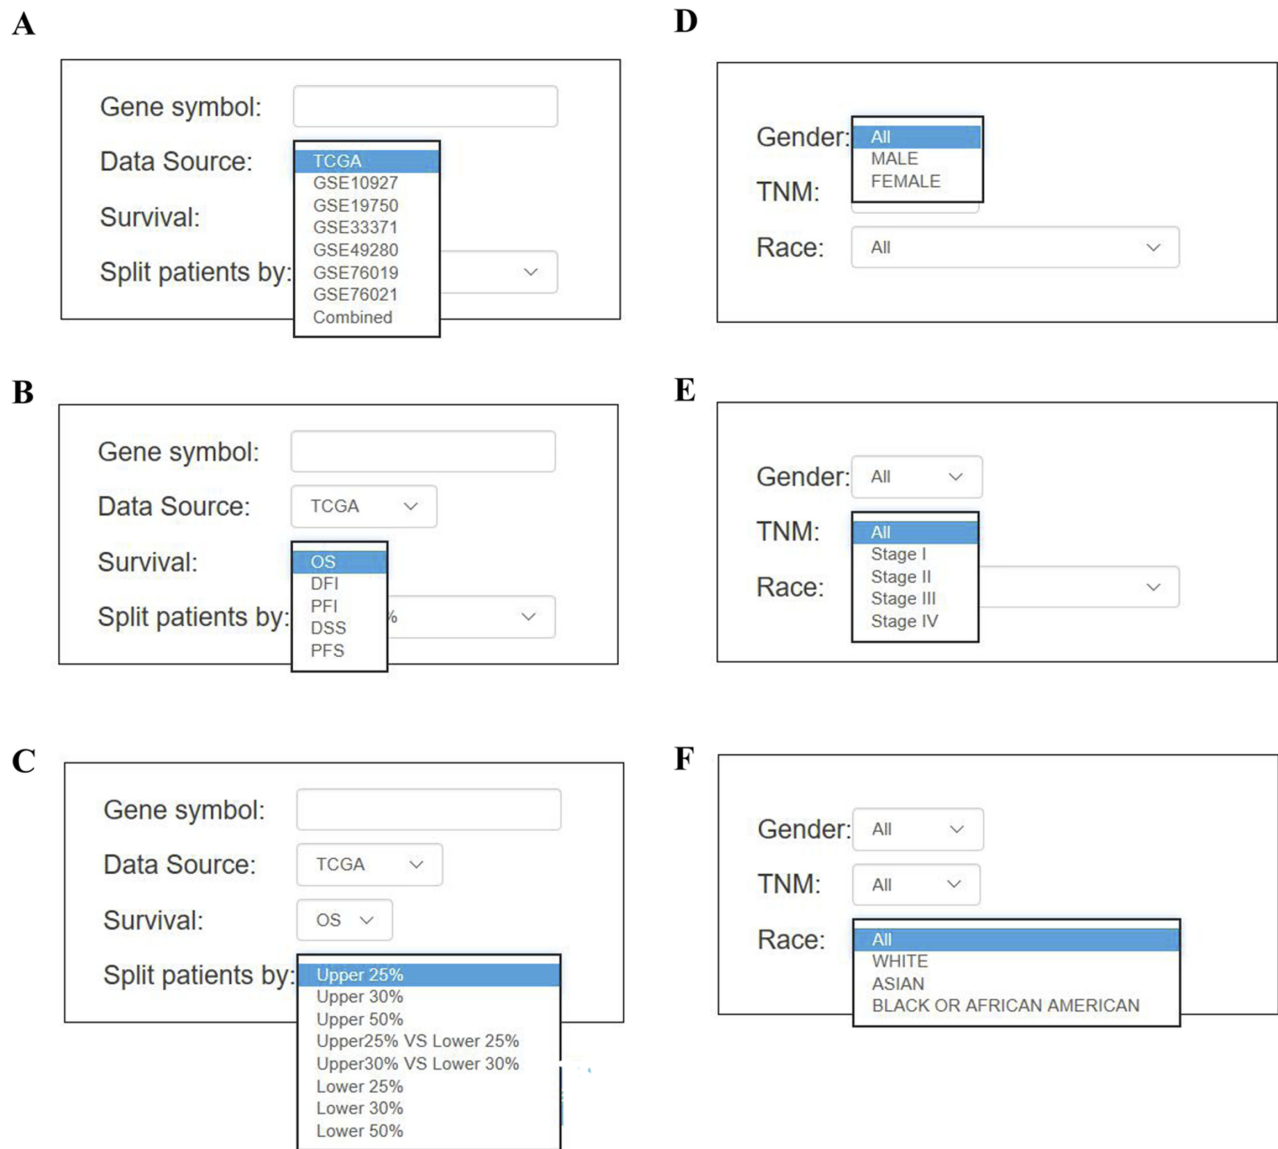 A
Gene symbol:
Data Source:
TCGA
GSE10927
GSE19750
GSE33371
GSE49280
GSE76019
GSE76021
Combined
Survival:
Split patients by:
B
Gene symbol:
Data Source: TCGA
Survival:
OS
DFI
PFI
DSS
PFS
Split patients by: %
C
Gene symbol:
Data Source: TCGA
Survival: OS
Split patients by:
Upper 25%
Upper 30%
Upper 50%
Upper25% VS Lower 25%
Upper30% VS Lower 30%
Lower 25%
Lower 30%
Lower 50%
D
Gender:
All
MALE
FEMALE
TNM:
Race: All
E
Gender: All
TNM:
All
Stage I
Stage II
Stage III
Stage IV
Race:
F
Gender: All
TNM: All
Race:
All
WHITE
ASIAN
BLACK OR AFRICAN AMERICAN